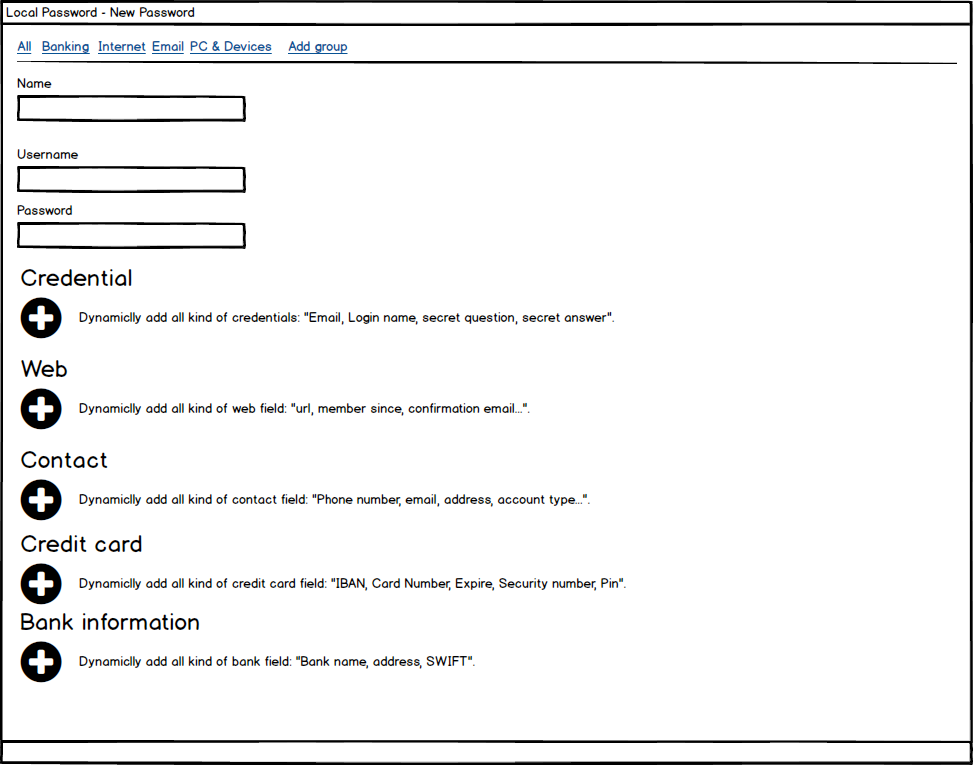 Local Password - New Password
All Banking Internet Email PC & Devices Add group
Name
Username
Password
Credential
Dynamiclly add all kind of credentials: "Email, Login name, secret question, secret answer".
Web
Dynamiclly add all kind of web field: "url, member since, confirmation email...".
Contact
Dynamiclly add all kind of contact field: "Phone number, email, address, account type...".
Credit card
Dynamiclly add all kind of credit card field: "IBAN, Card Number, Expire, Security number, Pin".
Bank information
Dynamiclly add all kind of bank field: "Bank name, address, SWIFT".